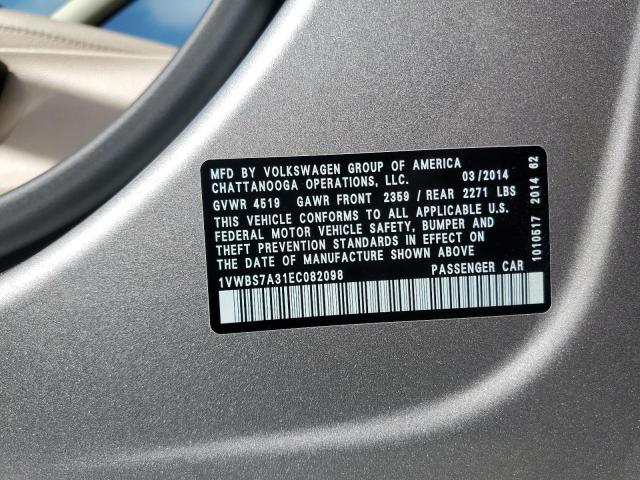 MFD BY VOLKSWAGEN GROUP OF AMERICA
CHATTANOOGA OPERATIONS, LLC. 03/2014
GVWR 4519 GAWR FRONT 2359 / REAR 2271 LBS
THIS VEHICLE CONFORMS TO ALL APPLICABLE U.S.
FEDERAL MOTOR VEHICLE SAFETY, BUMPER AND
THEFT PREVENTION STANDARDS IN EFFECT ON
THE DATE OF MANUFACTURE SHOWN ABOVE
1VWBS7A31EC082098 PASSENGER CAR
1010517 2014 62